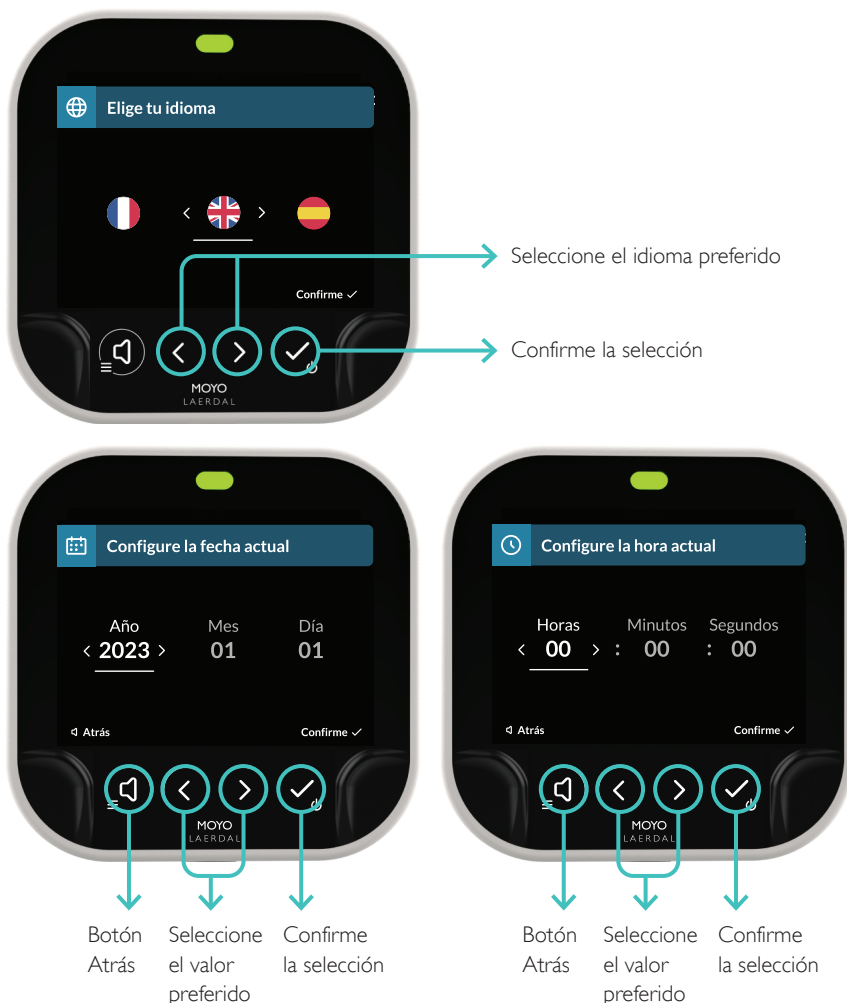 Elige tu idioma
Seleccione el idioma preferido
Confirme ✓
Confirme la selección
MOYO
LAERDAL
Configure la fecha actual
Año Mes Día
< 2023 > 01 01
Atrás Confirme ✓
MOYO
LAERDAL
Botón Seleccione Confirme
Atrás el valor la selección
preferido
Configure la hora actual
Horas Minutos Segundos
< 00 > : 00 : 00
Atrás Confirme ✓
MOYO
LAERDAL
Botón Seleccione Confirme
Atrás el valor la selección
preferido